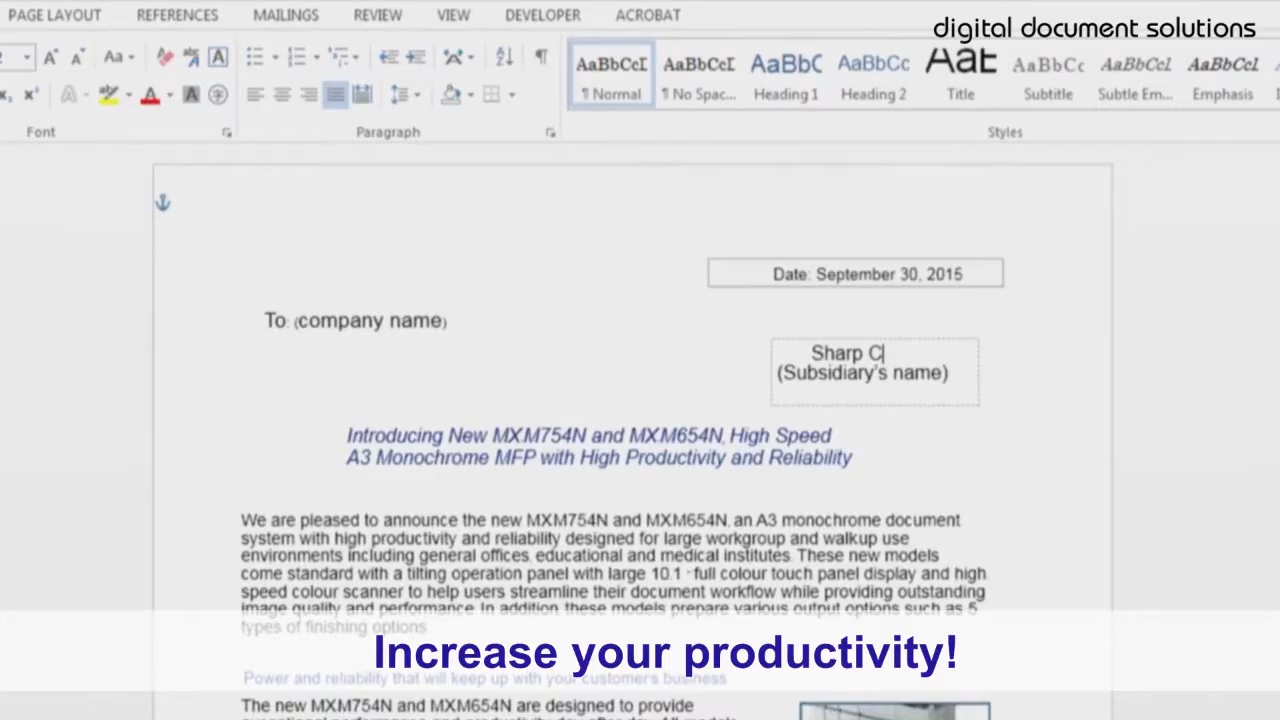 PAGE LAYOUT REFERENCES MAILINGS REVIEW VIEW DEVELOPER ACROBAT
digital document solutions
AaBbCcI AaBbCcI AaBbC AaBbCc AaB AaBbCc AaBbCcI AaBbCcI
¶ Normal ¶ No Spac... Heading 1 Heading 2 Title Subtitle Subtle Em... Emphasis
Font Paragraph Styles
Date: September 30, 2015
To: (company name)
Sharp C
(Subsidiary's name)
Introducing New MXM754N and MXM654N, High Speed
A3 Monochrome MFP with High Productivity and Reliability
We are pleased to announce the new MXM754N and MXM654N, an A3 monochrome document
system with high productivity and reliability designed for large workgroup and walkup use
environments including general offices, educational and medical institutes. These new models
come standard with a tilting operation panel with large 10.1 "full colour touch panel display and high
speed colour scanner to help users streamline their document workflow while providing outstanding
image quality and performance. In addition, these models prepare various output options such as 5
types of finishing options
Increase your productivity!
Power and reliability that will keep up with your customer's business
The new MXM754N and MXM654N are designed to provide